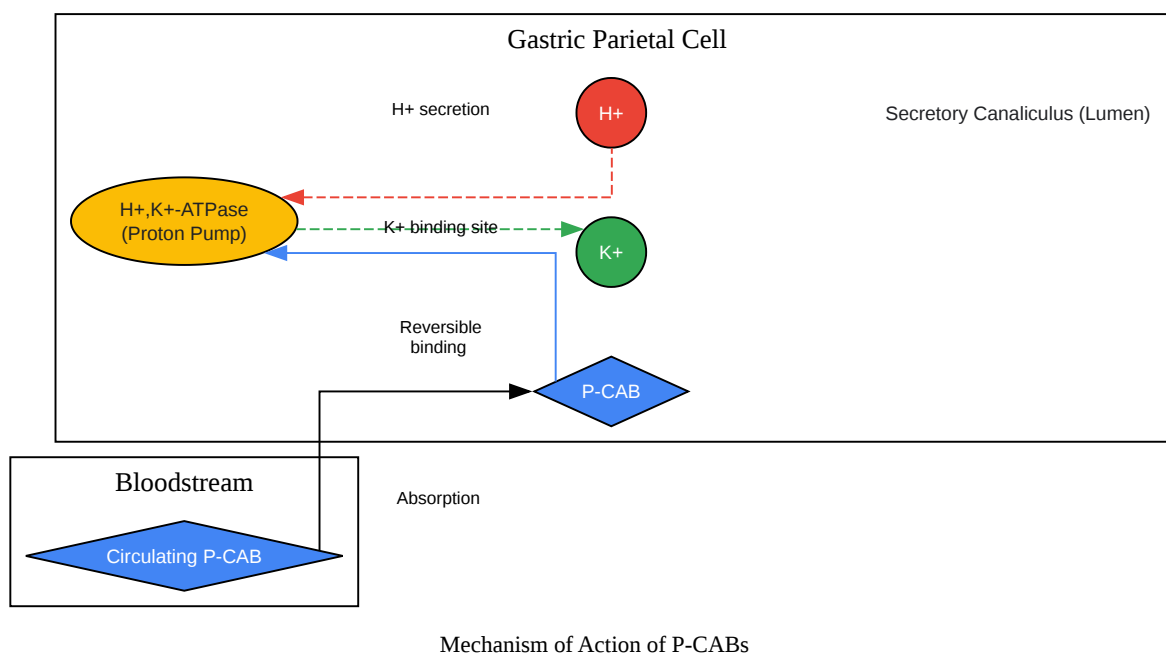 Gastric Parietal Cell
H+ secretion
H+
Secretory Canaliculus (Lumen)
H+,K+-ATPase
(Proton Pump)
K+ binding site
K+
Reversible
binding
P-CAB
Bloodstream
Absorption
Circulating P-CAB
Mechanism of Action of P-CABs